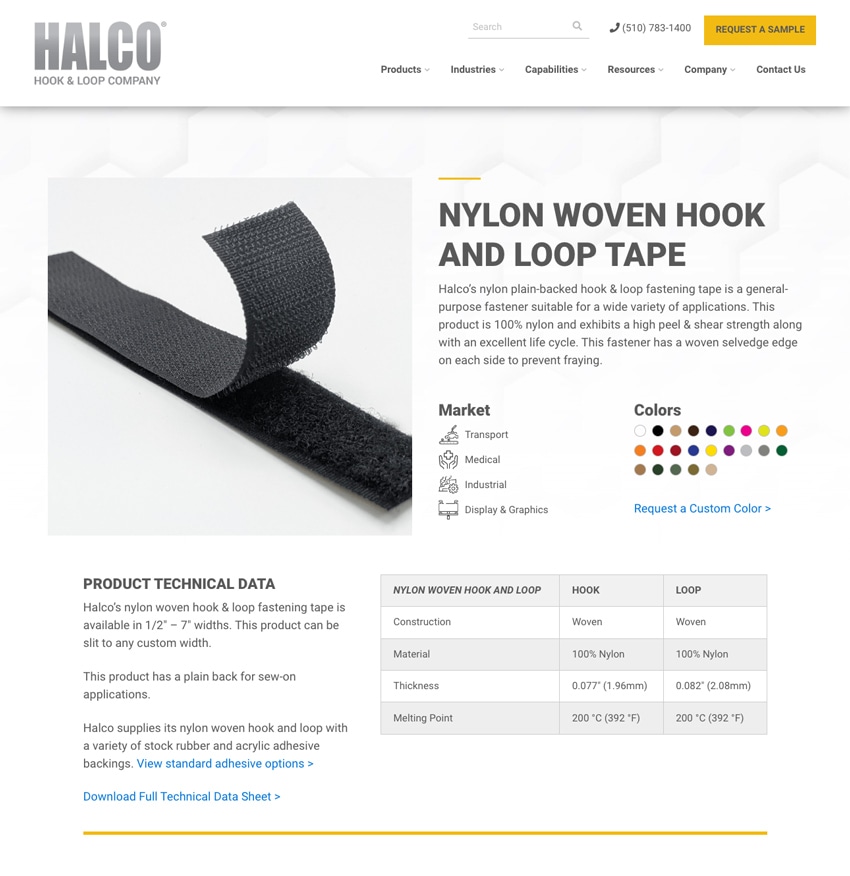 HALCO®
HOOK & LOOP COMPANY
Search
(510) 783-1400
REQUEST A SAMPLE
Products
Industries
Capabilities
Resources
Company
Contact Us
NYLON WOVEN HOOK
AND LOOP TAPE
Halco's nylon plain-backed hook & loop fastening tape is a general-
purpose fastener suitable for a wide variety of applications. This
product is 100% nylon and exhibits a high peel & shear strength along
with an excellent life cycle. This fastener has a woven selvedge edge
on each side to prevent fraying.
Market
Transport
Medical
Industrial
Display & Graphics
Colors
Request a Custom Color >
PRODUCT TECHNICAL DATA
Halco's nylon woven hook & loop fastening tape is
available in 1/2" – 7" widths. This product can be
slit to any custom width.
This product has a plain back for sew-on
applications.
Halco supplies its nylon woven hook and loop with
a variety of stock rubber and acrylic adhesive
backings. View standard adhesive options >
Download Full Technical Data Sheet >
NYLON WOVEN HOOK AND LOOP HOOK LOOP
Construction Woven Woven
Material 100% Nylon 100% Nylon
Thickness 0.077" (1.96mm) 0.082" (2.08mm)
Melting Point 200 °C (392 °F) 200 °C (392 °F)